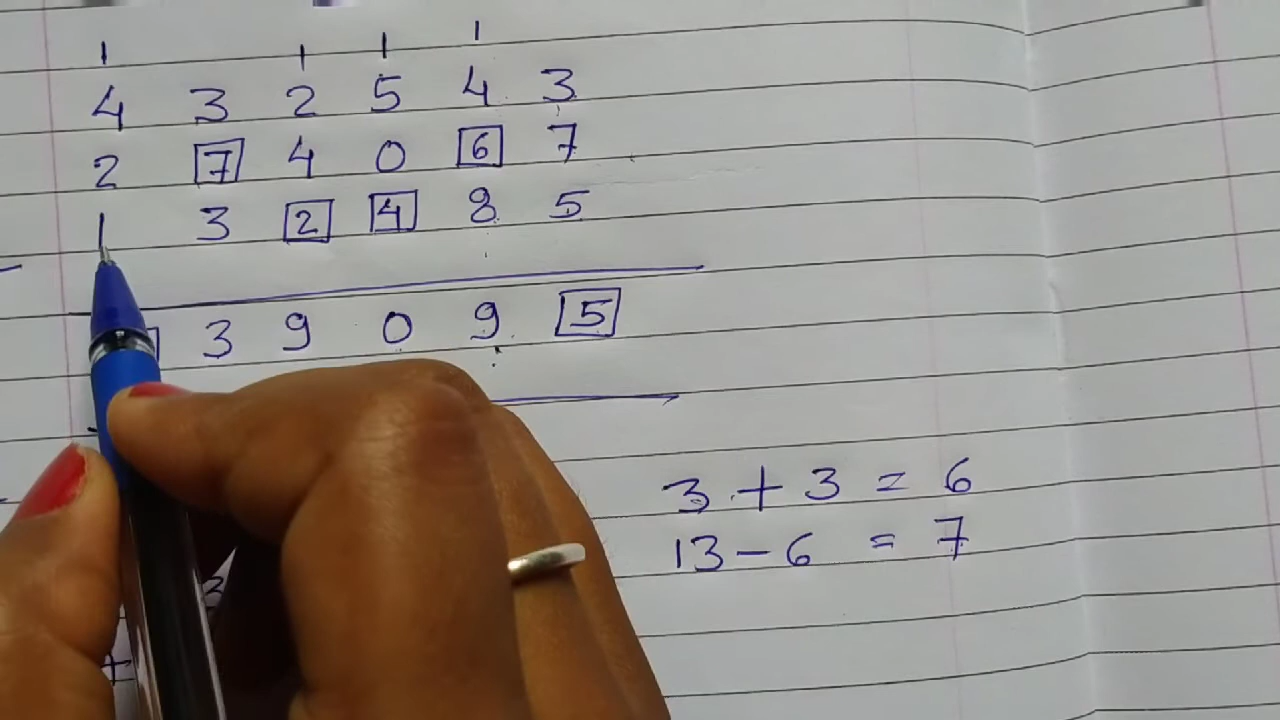 1 1 1 1
4 3 2 5 4 3
2 7 4 0 6 7
1 3 2 4 8 5
3 9 0 9 5
3 + 3 = 6
13 - 6 = 7
3
+